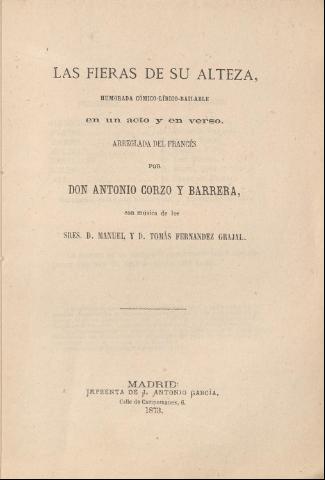 LAS FIERAS DE SU ALTEZA,
HUMORADA CÓMICO-LÍRICO-BAILABLE
en un acto y en verso.
ARREGLADA DEL FRANCÉS
POR
DON ANTONIO CORZO Y BARRERA,
con música de los
SRES. D. MANUEL Y D. TOMÁS FERNANDEZ GRAJAL.
MADRID:
IMPRENTA DE J. ANTONIO GARCÍA,
Calle de Campomanes, 6.
1873.